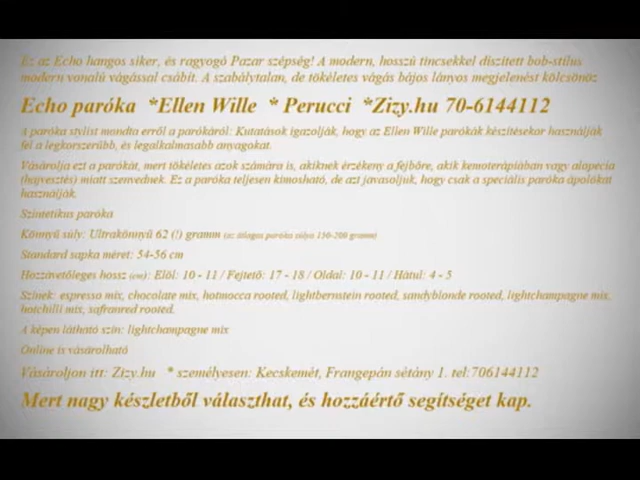 Ez az Echo hangos siker, és ragyogó Pazar szépség! A modern, hosszú tincsekkel díszített bob-stílus
modern vonalú vágással csábít. A szabálytalan, de tökéletes vágás bájos lányos megjelenést kölcsönöz
Echo paróka *Ellen Wille * Perucci *Zizy.hu 70-6144112
A paróka stylist mondta erről a parókáról: Kutatások igazolják, hogy az Ellen Wille parókák készítésekor használják
fel a legkorszerűbb, és legalkalmasabb anyagokat.
Vásárolja ezt a parókát, mert tökéletes azok számára is, akiknek érzékeny a fejbőre, akik kemoterápiában vagy alapecia
(hajvesztés) miatt szenvednek. Ez a paróka teljesen kimosható, de azt javasoljuk, hogy csak a speciális paróka ápolókat
használják.
Szintetikus paróka
Könnyű súly: Ultrakönnyű 62 (!) gramm (az átlagos paróka súlya 150-200 gramm)
Standard sapka méret: 54-56 cm
Hozzávetőleges hossz (cm): Elöl: 10 - 11 / Fejtető: 17 - 18 / Oldal: 10 - 11 / Hátul: 4 - 5
Színek: espresso mix, chocolate mix, hotmocca rooted, lightbernstein rooted, sandyblonde rooted, lightchampagne mix,
hotchilli mix, safranred rooted.
A képen látható szín: lightchampagne mix
Online is vásárolható
Vásároljon itt: Zizy.hu * személyesen: Kecskemét, Frangepán sétány 1. tel:706144112
Mert nagy készletből választhat, és hozzáértő segítséget kap.